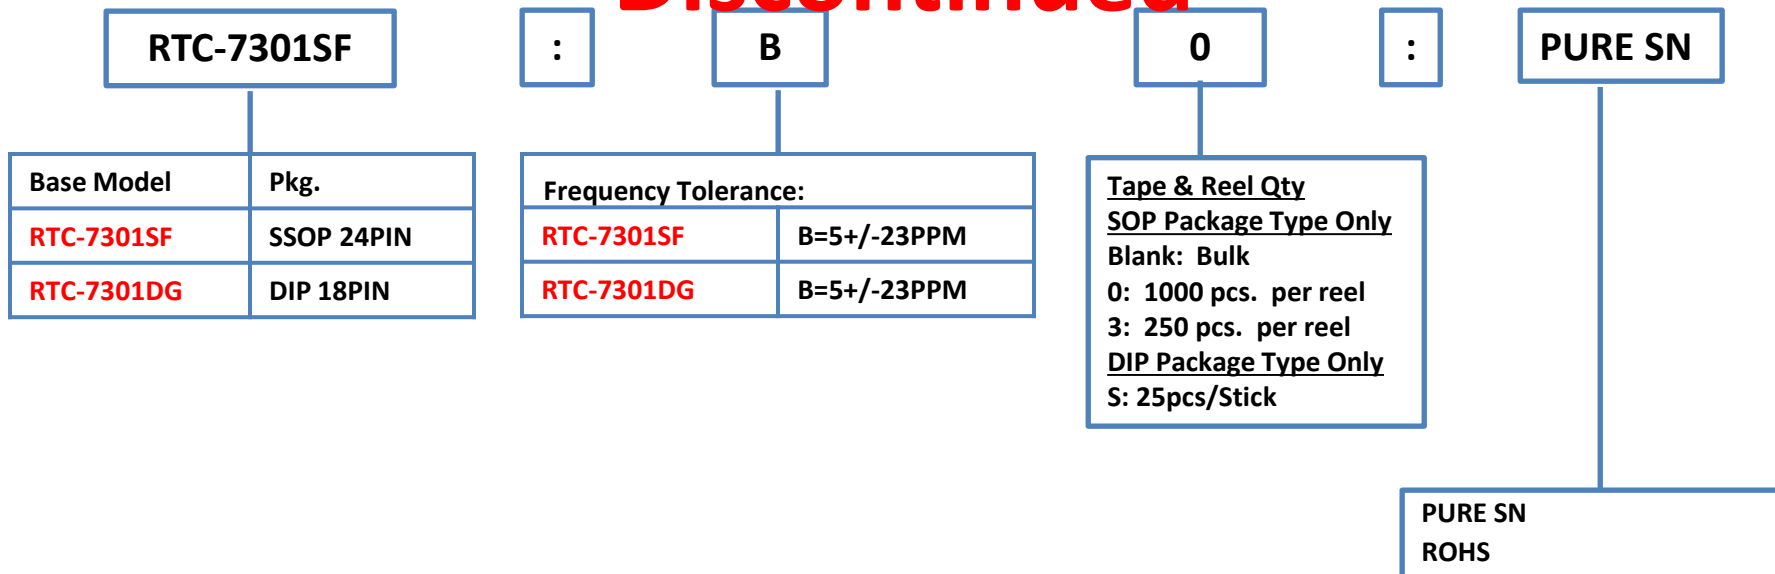 Discontinued
RTC-7301SF : B 0 : PURE SN
Base Model Pkg.
RTC-7301SF SSOP 24PIN
RTC-7301DG DIP 18PIN
Frequency Tolerance:
RTC-7301SF B=5+/-23PPM
RTC-7301DG B=5+/-23PPM
Tape & Reel Qty
SOP Package Type Only
Blank: Bulk
0: 1000 pcs. per reel
3: 250 pcs. per reel
DIP Package Type Only
S: 25pcs/Stick
PURE SN
ROHS